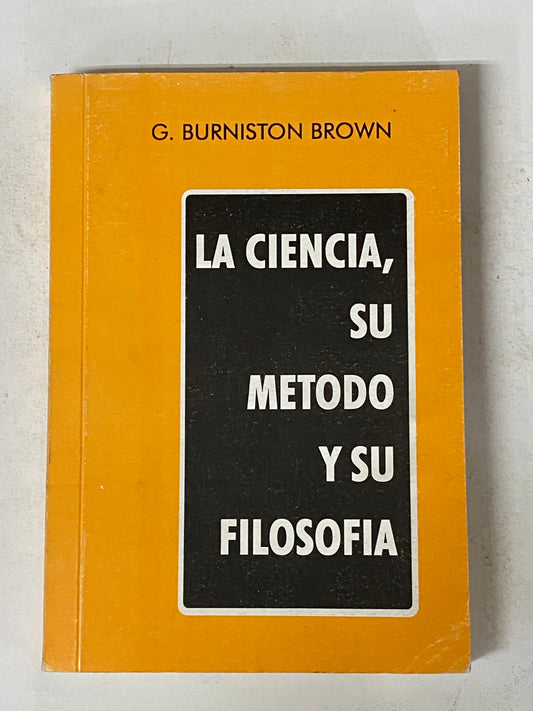 G. BURNISTON BROWN
LA CIENCIA,
SU
METODO
Y SU
FILOSOFIA